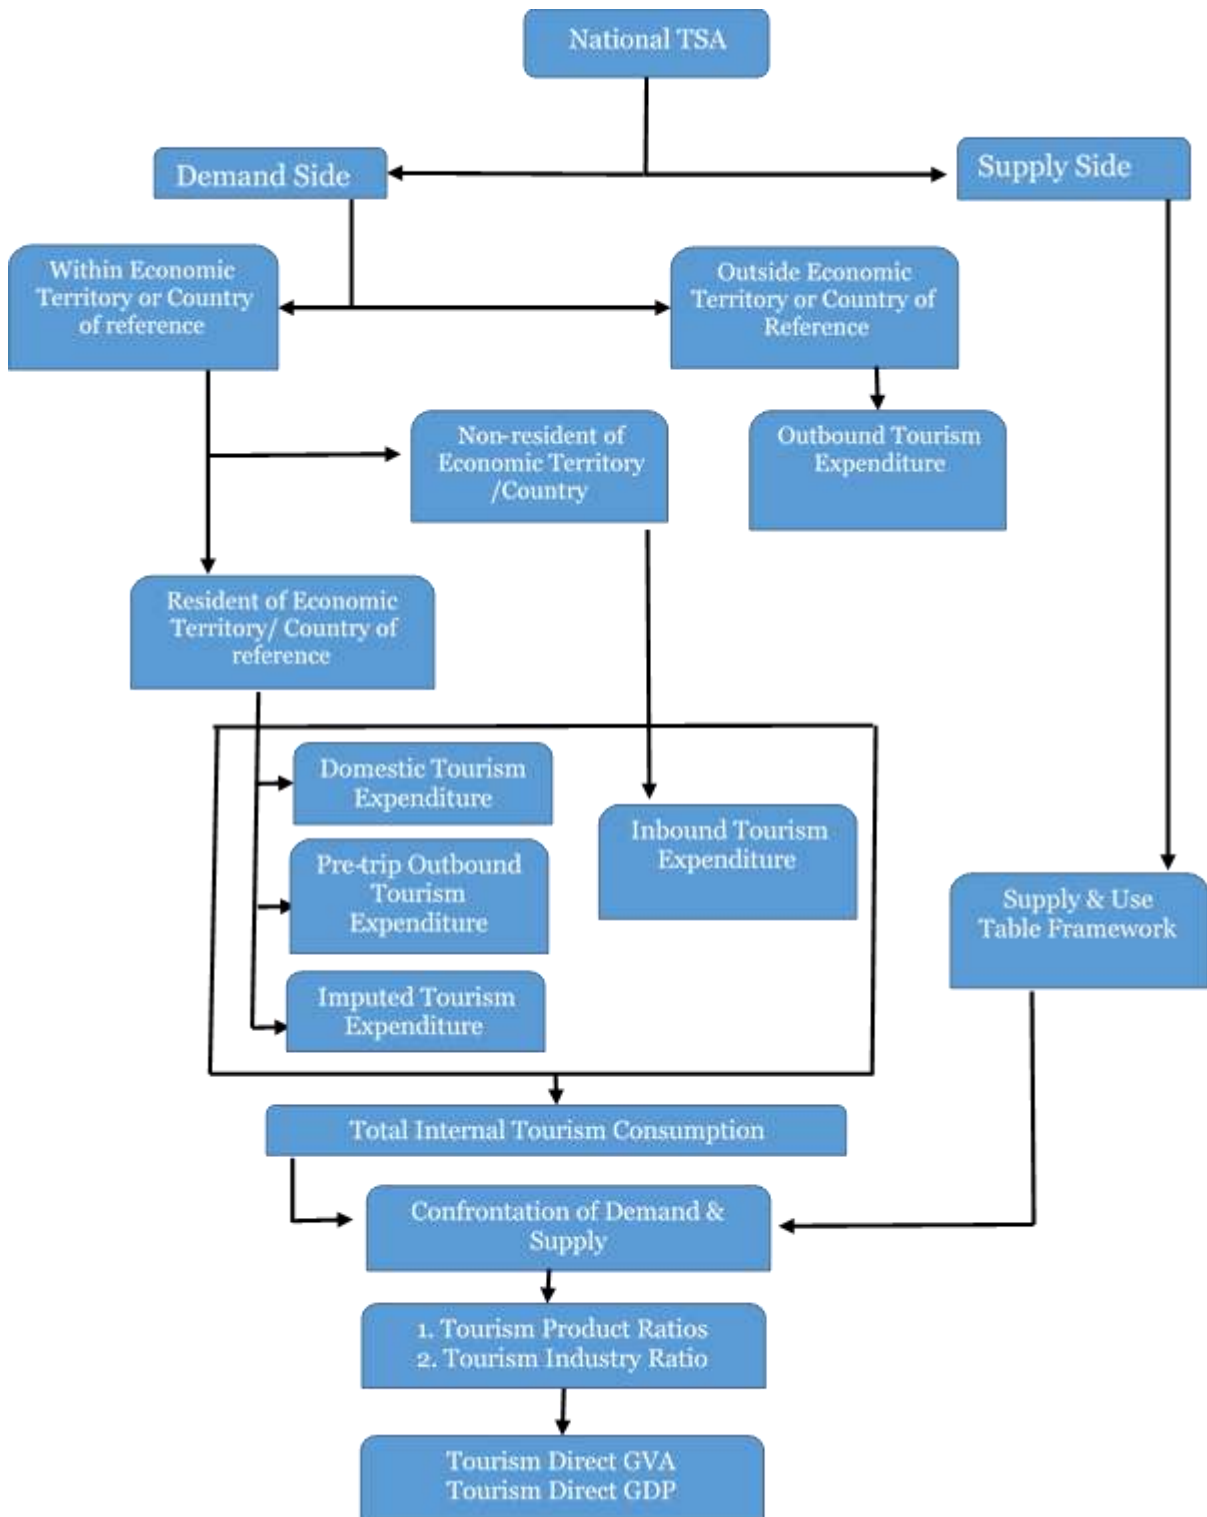 National TSA
Demand Side
Supply Side
Within Economic
Territory or Country
of reference
Outside Economic
Territory or Country of
Reference
Non-resident of
Economic Territory
/Country
Outbound Tourism
Expenditure
Resident of Economic
Territory/ Country of
reference
Domestic Tourism
Expenditure
Inbound Tourism
Expenditure
Pre-trip Outbound
Tourism
Expenditure
Supply & Use
Table Framework
Imputed Tourism
Expenditure
Total Internal Tourism Consumption
Confrontation of Demand &
Supply
1. Tourism Product Ratios
2. Tourism Industry Ratio
Tourism Direct GVA
Tourism Direct GDP